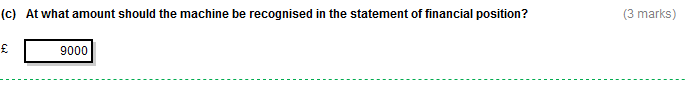 (c) At what amount should the machine be recognised in the statement of financial position? (3 marks)
£ 9000